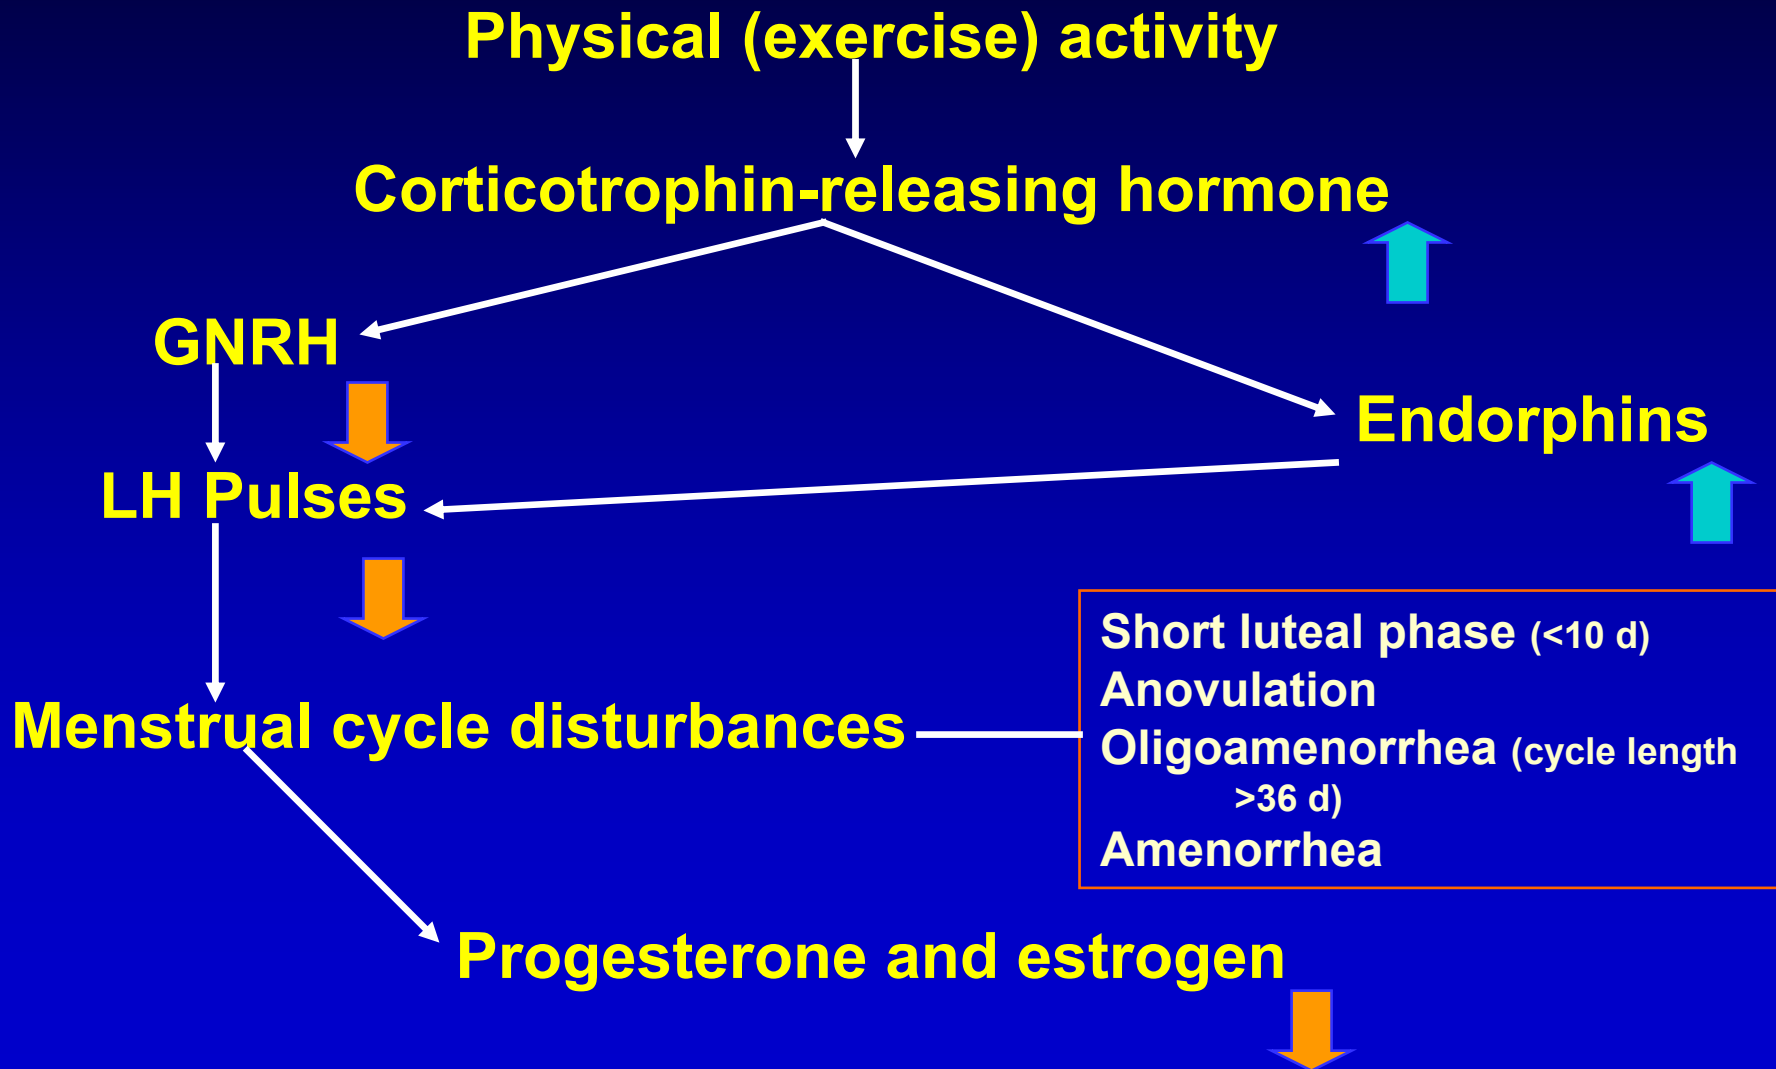 Physical (exercise) activity
Corticotrophin-releasing hormone
GNRH
Endorphins
LH Pulses
Short luteal phase (<10 d)
Anovulation
Menstrual cycle disturbances
Oligoamenorrhea (cycle length
>36 d)
Amenorrhea
Progesterone and estrogen